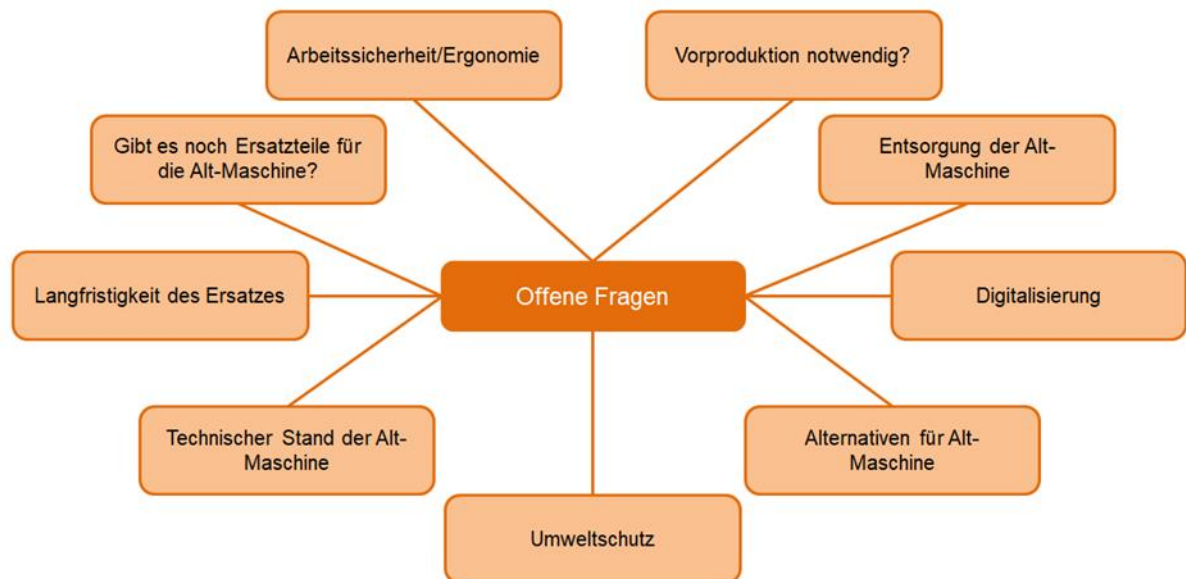 Arbeitssicherheit/Ergonomie
Vorproduktion notwendig?
Gibt es noch Ersatzteile für
die Alt-Maschine?
Entsorgung der Alt-
Maschine
Langfristigkeit des Ersatzes
Offene Fragen
Digitalisierung
Technischer Stand der Alt-
Maschine
Alternativen für Alt-
Maschine
Umweltschutz